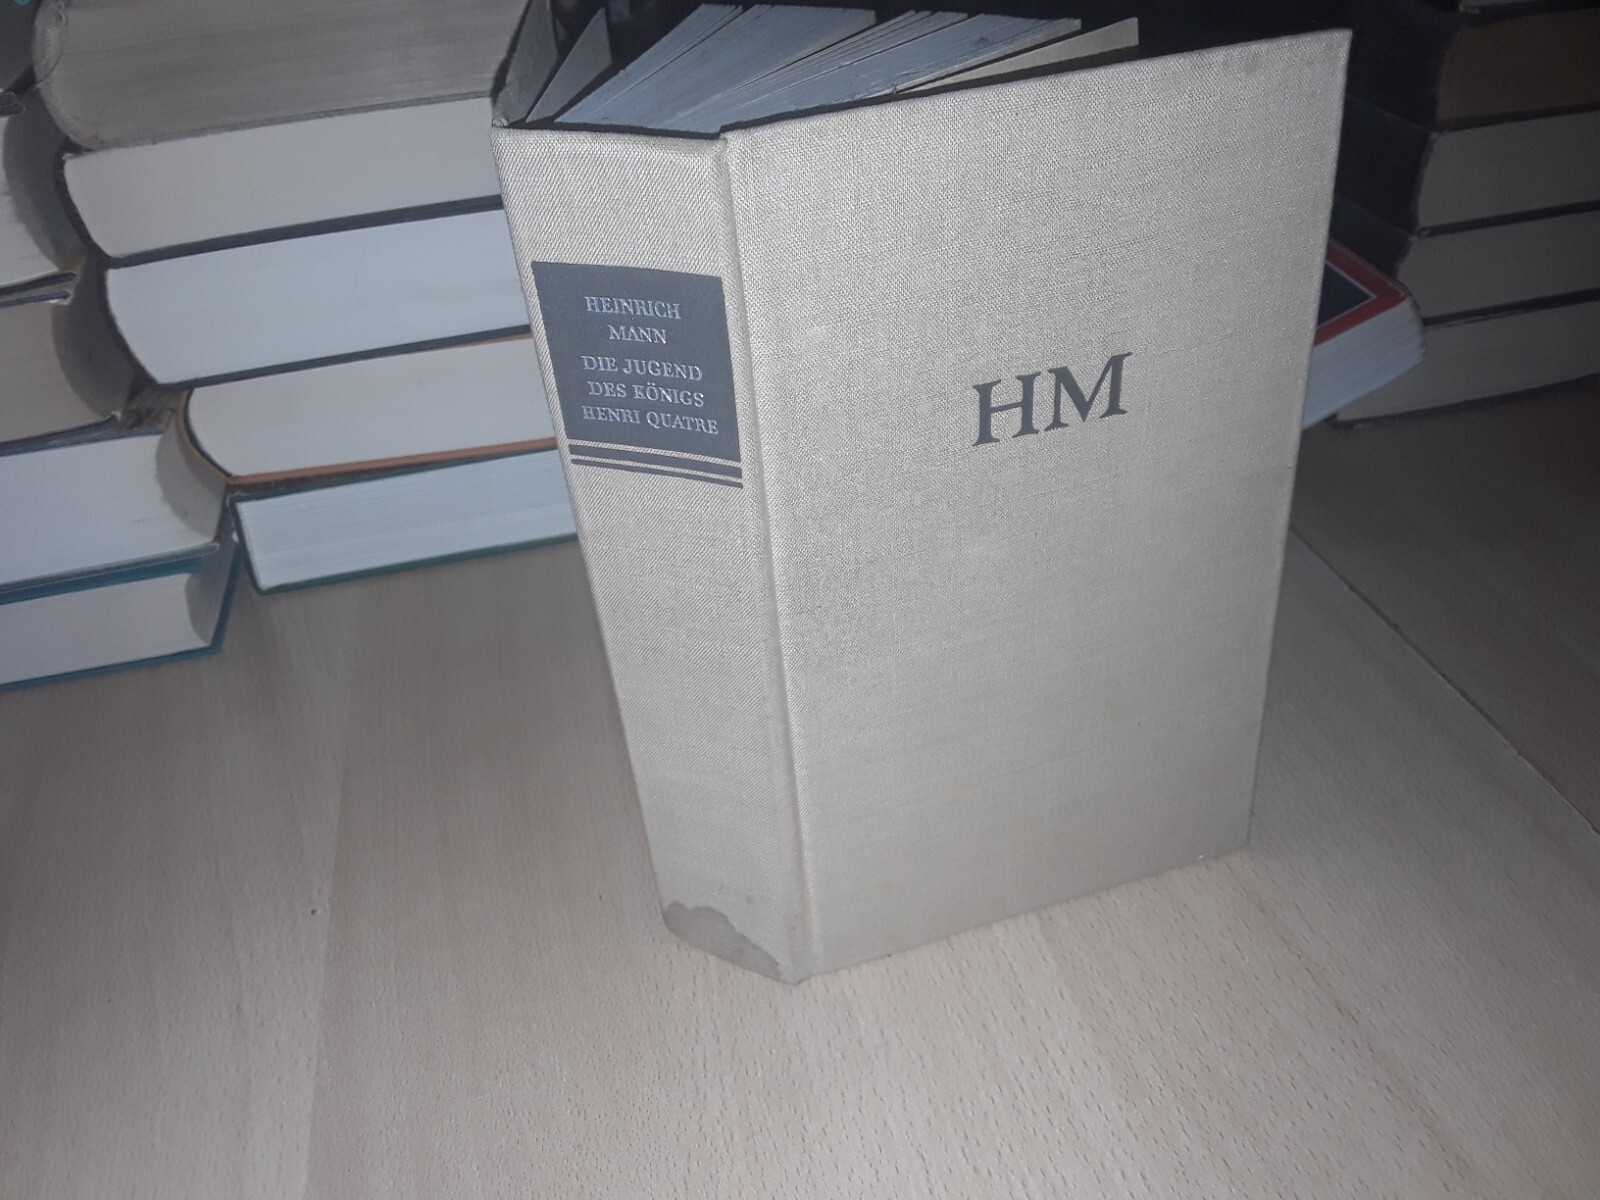 HEINRICH
MANN
DIE JUGEND
DES KÖNIGS
HENRI QUATRE
HM